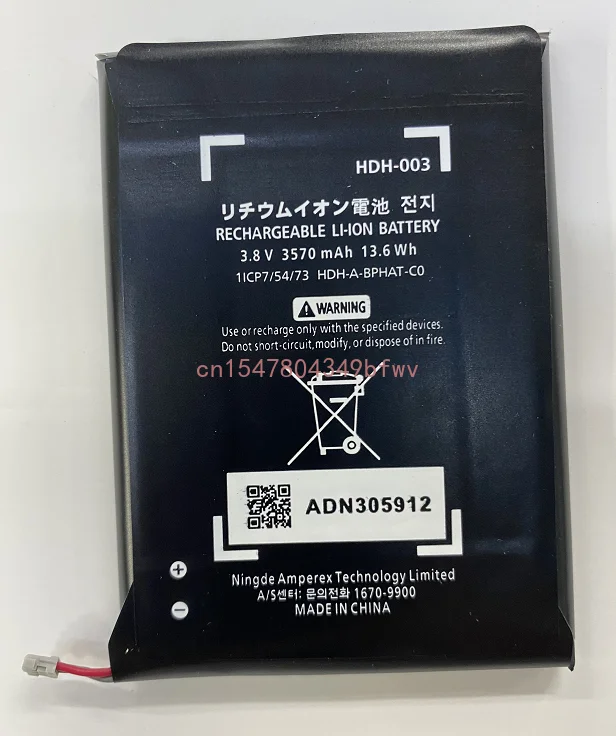 HDH-003
リチウムイオン電池 전지
RECHARGEABLE LI-ION BATTERY
3.8 V 3570 mAh 13.6 Wh
1ICP7/54/73 HDH-A-BPHAT-C0
WARNING
Use or recharge only with the specified devices.
Do not short-circuit, modify, or dispose of in fire.
cn1547804349bfwv
ADN305912
Ningde Amperex Technology Limited
A/S센터: 문의전화 1670-9900
MADE IN CHINA